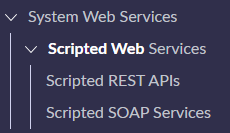 System Web Services
Scripted Web Services
Scripted REST APIs
Scripted SOAP Services